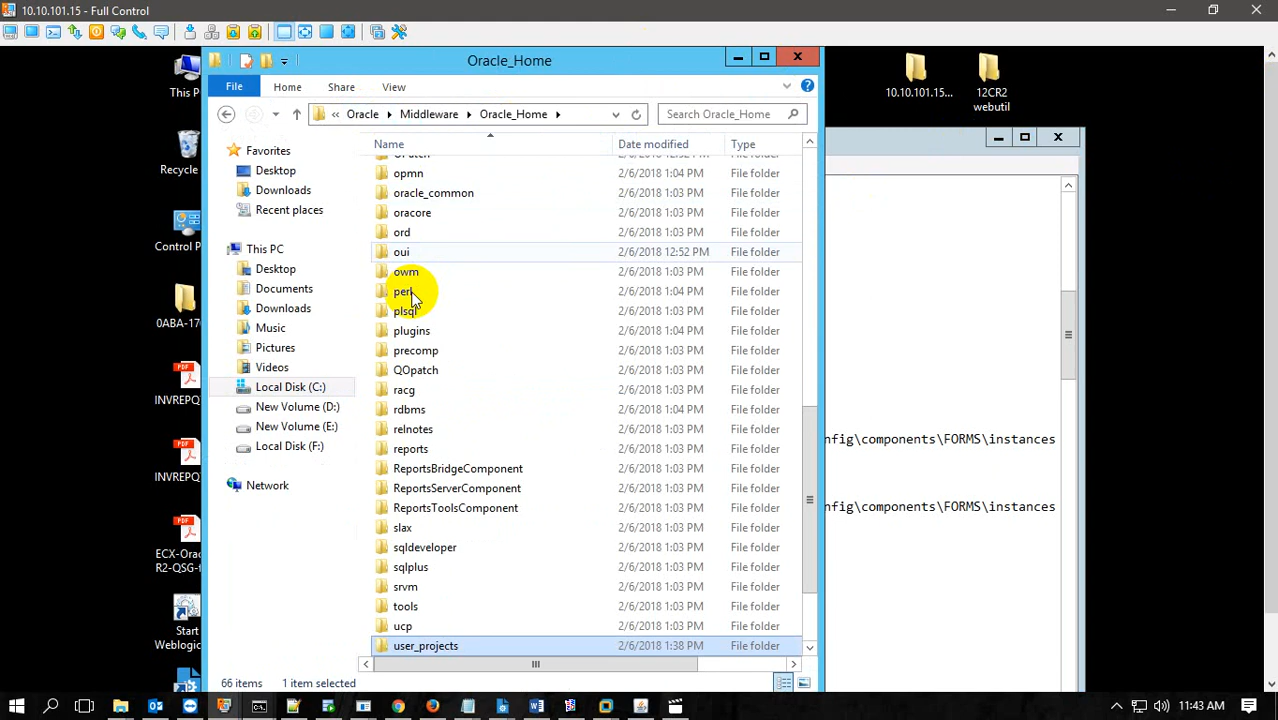 10.10.101.15 - Full Control
Oracle_Home
File Home Share View
Oracle Middleware Oracle_Home
Search Oracle_Home
Name Date modified Type
Favorites
Desktop
Downloads
Recent places
This PC
Desktop
Documents
Downloads
Music
Pictures
Videos
Local Disk (C:)
New Volume (D:)
New Volume (E:)
Local Disk (F:)
Network
File folder
opmn 2/6/2018 1:04 PM File folder
oracle_common 2/6/2018 1:03 PM File folder
oracore 2/6/2018 1:03 PM File folder
ord 2/6/2018 1:03 PM File folder
oui 2/6/2018 12:52 PM File folder
owm 2/6/2018 1:03 PM File folder
perl 2/6/2018 1:04 PM File folder
plsql 2/6/2018 1:03 PM File folder
plugins 2/6/2018 1:04 PM File folder
precomp 2/6/2018 1:03 PM File folder
QOpatch 2/6/2018 1:03 PM File folder
racg 2/6/2018 1:03 PM File folder
rdbms 2/6/2018 1:04 PM File folder
relnotes 2/6/2018 1:03 PM File folder
reports 2/6/2018 1:03 PM File folder
ReportsBridgeComponent 2/6/2018 1:03 PM File folder
ReportsServerComponent 2/6/2018 1:03 PM File folder
ReportsToolsComponent 2/6/2018 1:03 PM File folder
slax 2/6/2018 1:03 PM File folder
sqldeveloper 2/6/2018 1:03 PM File folder
sqlplus 2/6/2018 1:03 PM File folder
srvm 2/6/2018 1:03 PM File folder
tools 2/6/2018 1:03 PM File folder
ucp 2/6/2018 1:03 PM File folder
user_projects 2/6/2018 1:38 PM File folder
66 items 1 item selected
This P
Recycle
Control P
0ABA-170
INVREPQ
INVREPQ
ECX-Orac
R2-QSG-f
Start
Weblogic
10.10.101.15...
12CR2
webutil
nfig\components\FORMS\instances
nfig\components\FORMS\instances
11:43 AM